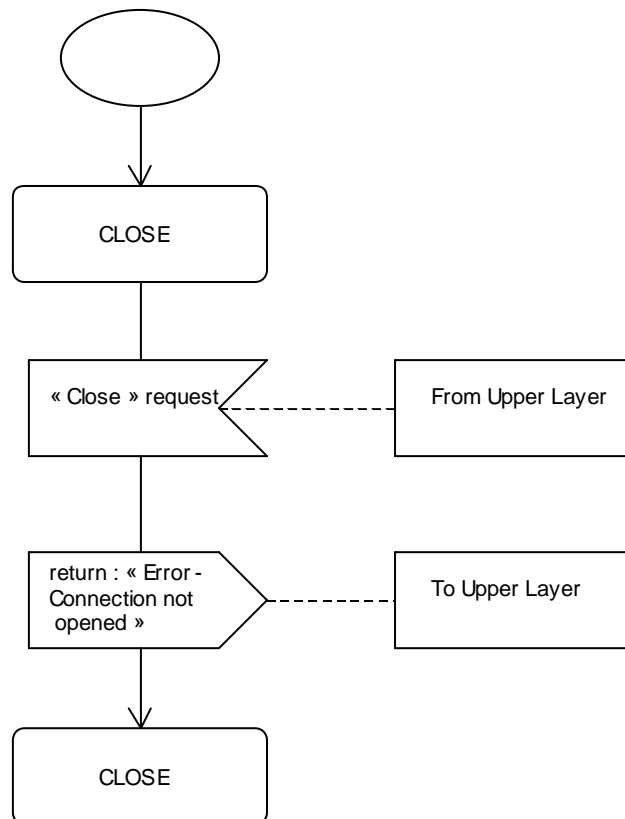 CLOSE
« Close » request
From Upper Layer
return : « Error -
Connection not
opened »
To Upper Layer
CLOSE